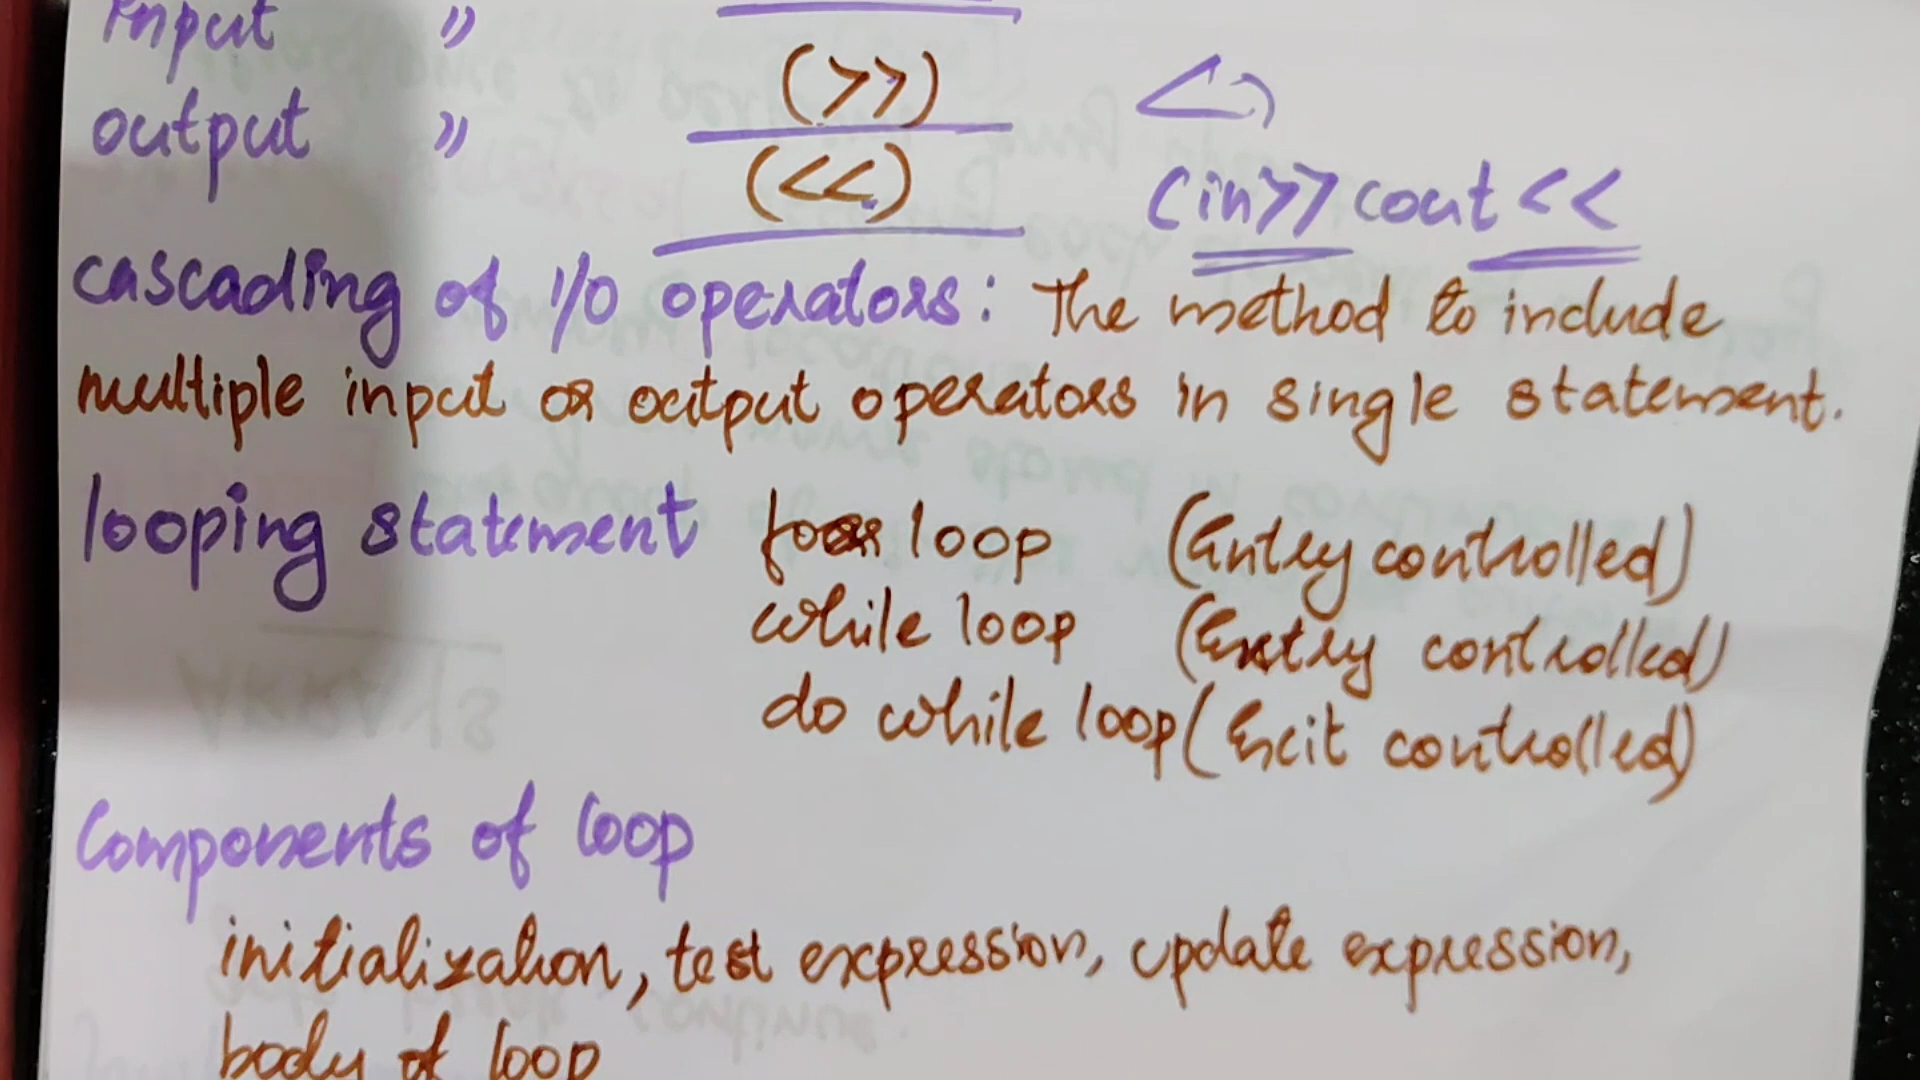 Input " (>>)
output " (<<)
<
cin>> cout <<
cascading of I/O operators: The method to include
multiple input or output operators in single statement.
looping statement for loop (Entry controlled)
while loop (Entry controlled)
do while loop (Exit controlled)
Components of loop
initialization, test expression, update expression,
body of loop